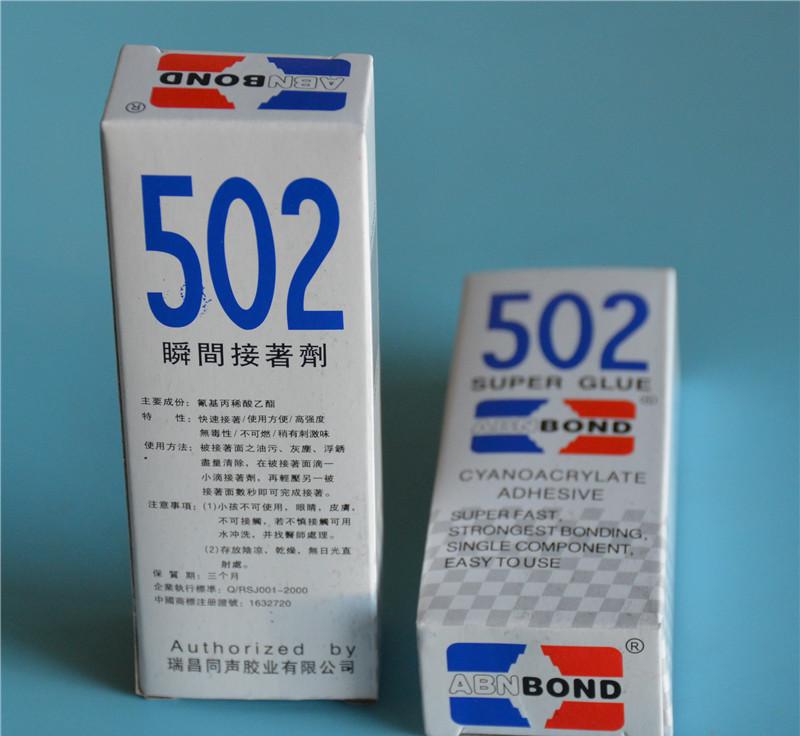 ABNBOND
®
502
瞬間接著劑
主要成份: 氰基丙稀酸乙酯
特 性: 快速接著/使用方便/高强度
無毒性/不可燃/稍有刺激味
使用方法: 被接著面之油污、灰塵、浮銹
盡量清除，在被接著面滴一
小滴接著劑，再輕壓另一被
接著面數秒即可完成接著。
注意事項: (1)小孩不可使用，眼睛，皮膚，
不可接觸，若不慎接觸可用
水冲洗，并找醫師處理。
(2)存放陰凉，乾燥，無日光直
射處。
保 質 期: 三个月
企業執行標準: Q/RSJ001-2000
中國商標注册證號: 1632720
Authorized by
瑞昌同声胶业有限公司
502
SUPER GLUE
®
ABNBOND
CYANOACRYLATE
ADHESIVE
SUPER FAST,
STRONGEST BONDING,
SINGLE COMPONENT,
EASY TO USE
®
ABNBOND